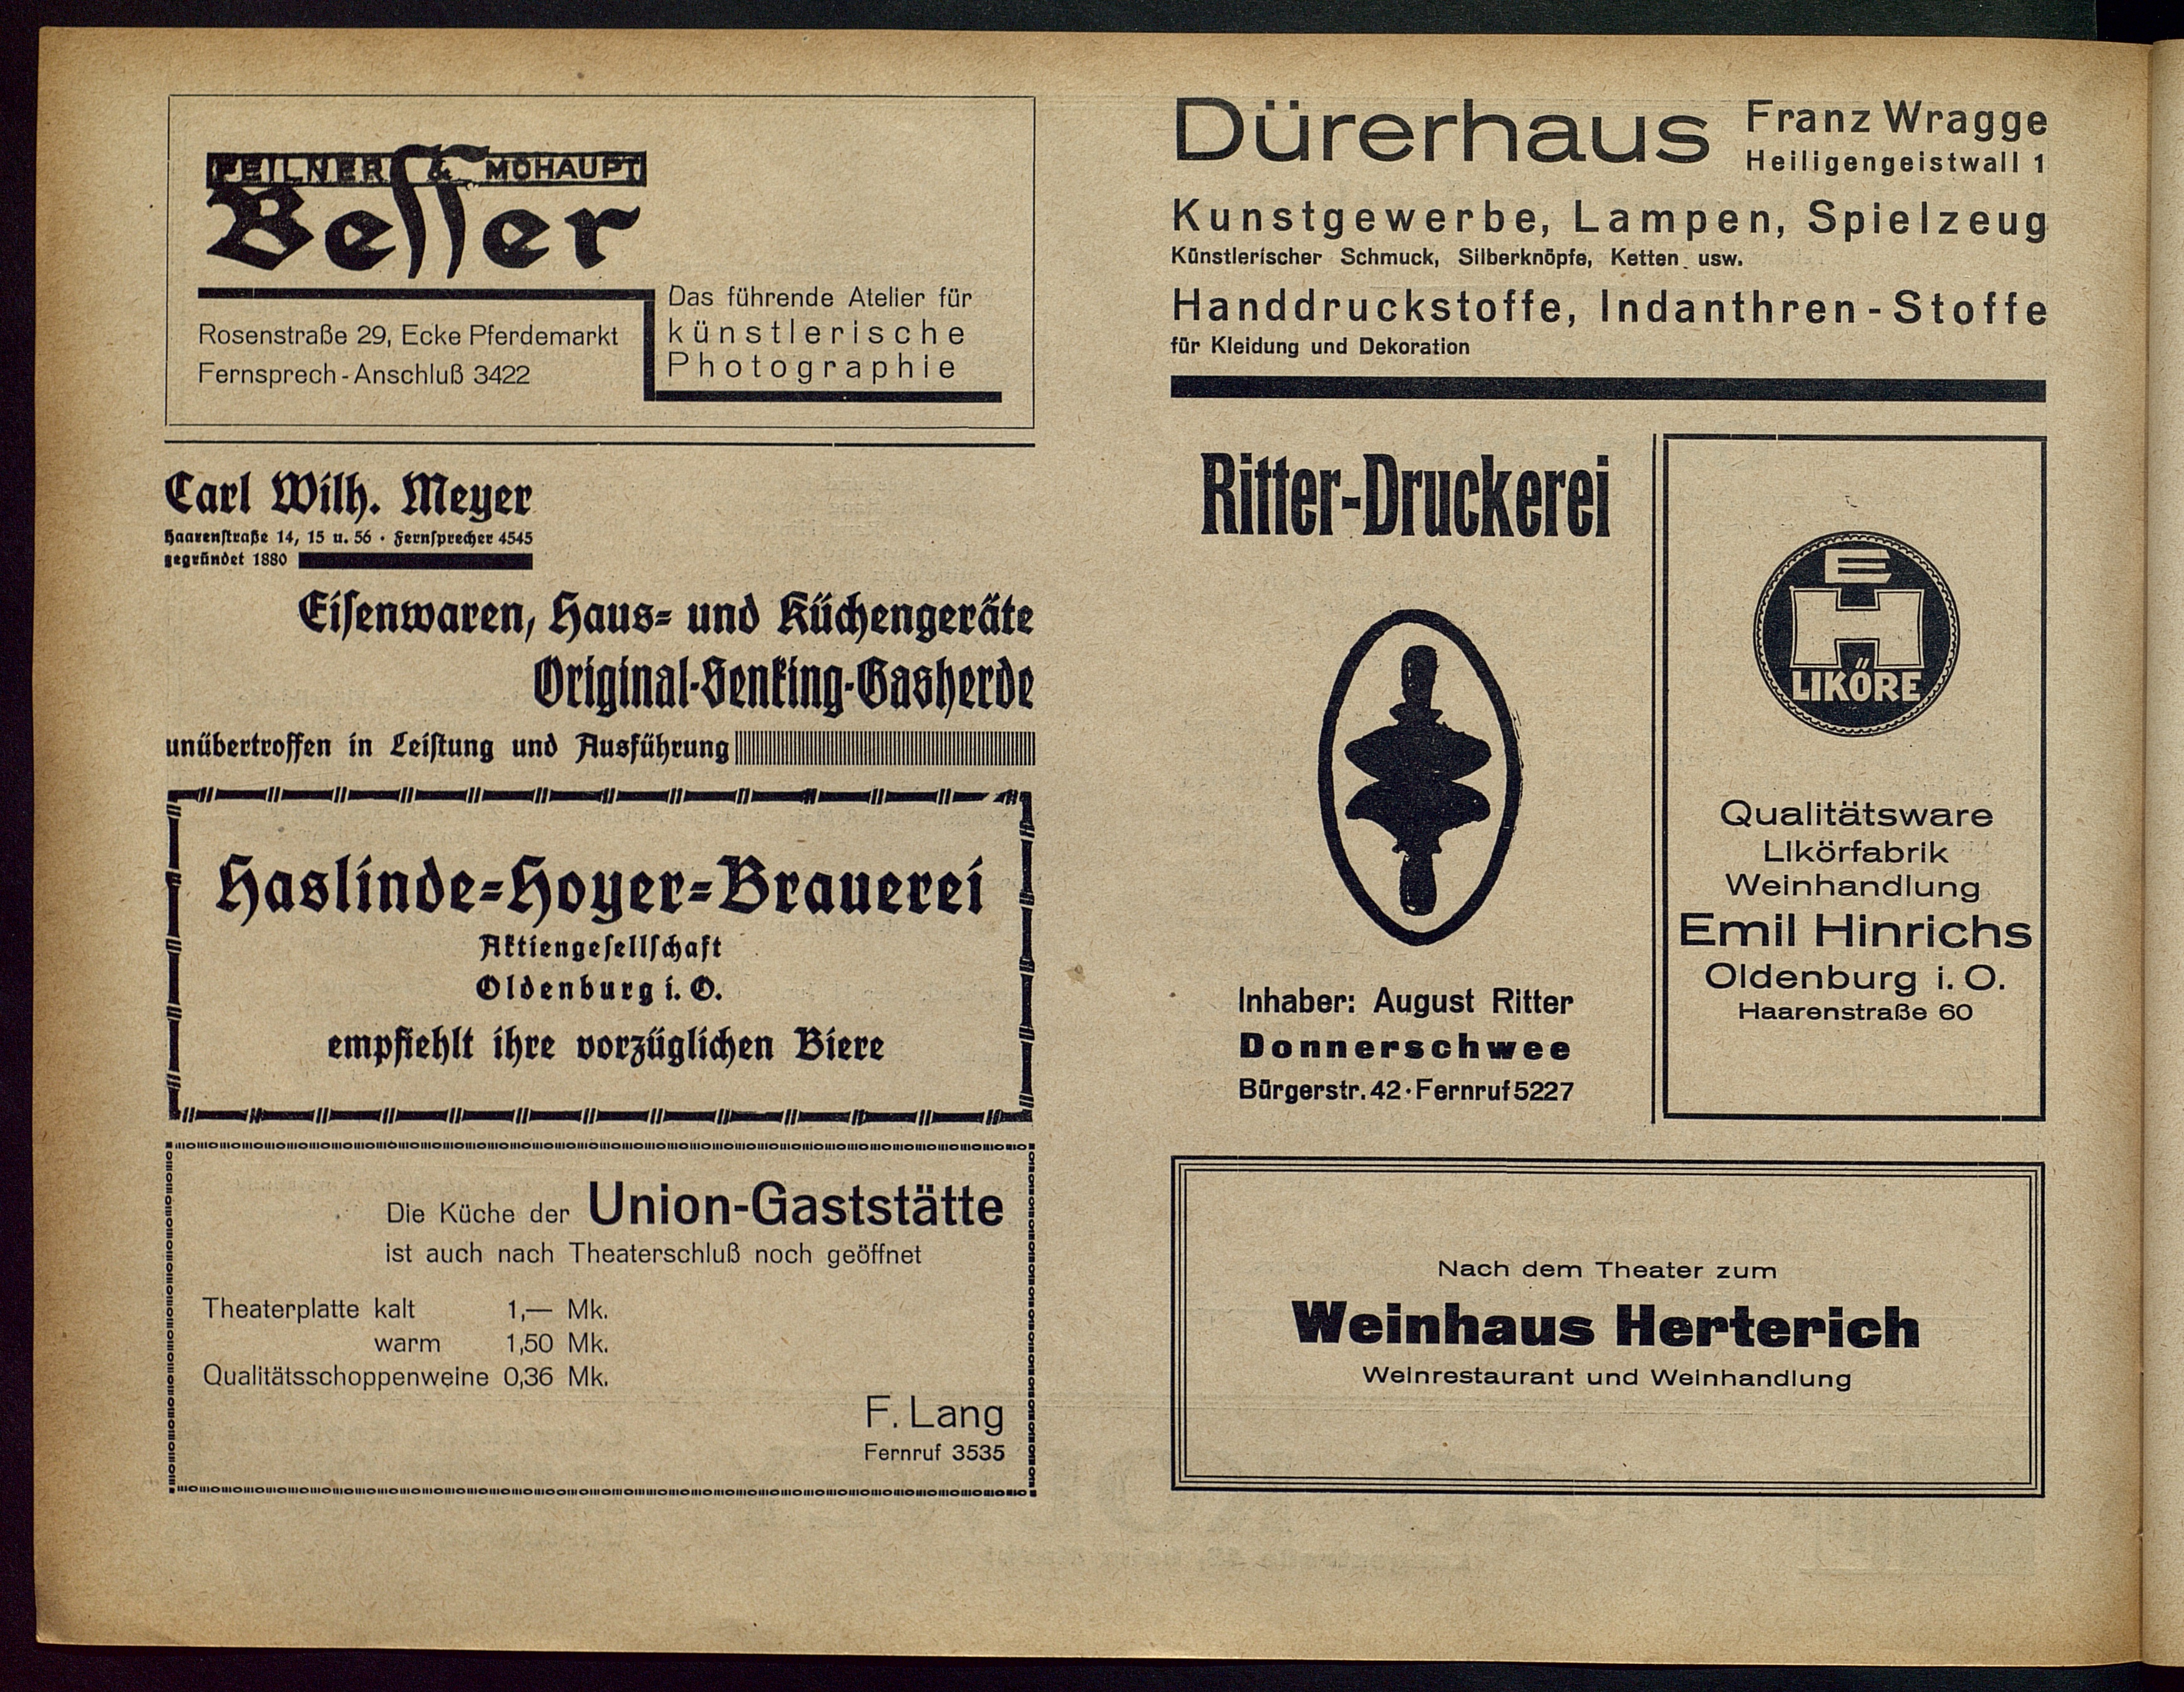 FEILNER & MOHAUPT
Beſſer
Rosenstraße 29, Ecke Pferdemarkt
Fernsprech-Anschluß 3422
Das führende Atelier für
künstlerische
Photographie
Carl Wilh. Meyer
Haarenſtraße 14, 15 u. 56 · Fernſprecher 4545
gegründet 1880
Eiſenwaren, Haus- und Küchengeräte
Original-Senking-Gasherde
unübertroffen in Leiſtung und Ausführung
Haslinde-Hoyer-Brauerei
Aktiengeſellſchaft
Oldenburg i. O.
empfiehlt ihre vorzüglichen Biere
Die Küche der Union-Gaststätte
ist auch nach Theaterschluß noch geöffnet
Theaterplatte kalt 1,— Mk.
warm 1,50 Mk.
Qualitätsschoppenweine 0,36 Mk.
F. Lang
Fernruf 3535
Dürerhaus Franz Wragge
Heiligengeistwall 1
Kunstgewerbe, Lampen, Spielzeug
Künstlerischer Schmuck, Silberknöpfe, Ketten usw.
Handdruckstoffe, Indanthren-Stoffe
für Kleidung und Dekoration
Ritter-Druckerei
Inhaber: August Ritter
Donnerschwee
Bürgerstr. 42 · Fernruf 5227
E
H
LIKÖRE
Qualitätsware
Likörfabrik
Weinhandlung
Emil Hinrichs
Oldenburg i. O.
Haarenstraße 60
Nach dem Theater zum
Weinhaus Herterich
Weinrestaurant und Weinhandlung